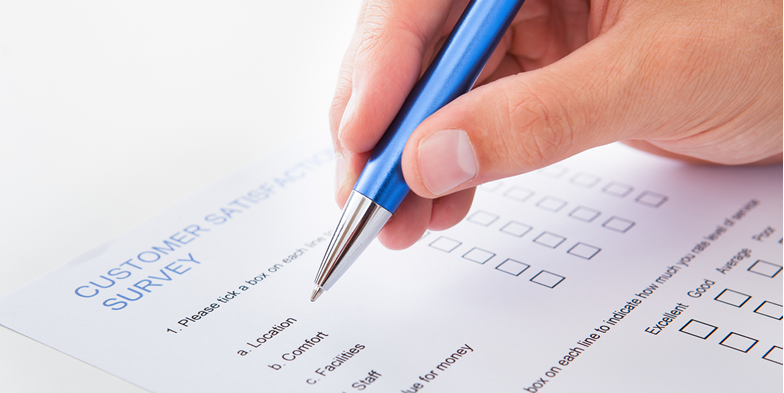 CUSTOMER SATISFACTION
SURVEY
1. Please tick a box on each line to
a. Location
b. Comfort
c. Facilities
Staff
for money
box on each line to indicate how much you rate level of service
Excellent Good Average Poor